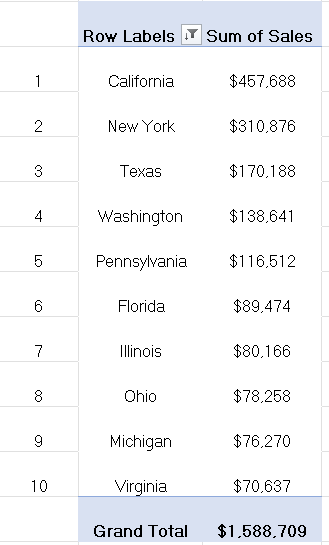 Row Labels Sum of Sales
1 California $457,688
2 New York $310,876
3 Texas $170,188
4 Washington $138,641
5 Pennsylvania $116,512
6 Florida $89,474
7 Illinois $80,166
8 Ohio $78,258
9 Michigan $76,270
10 Virginia $70,637
Grand Total $1,588,709